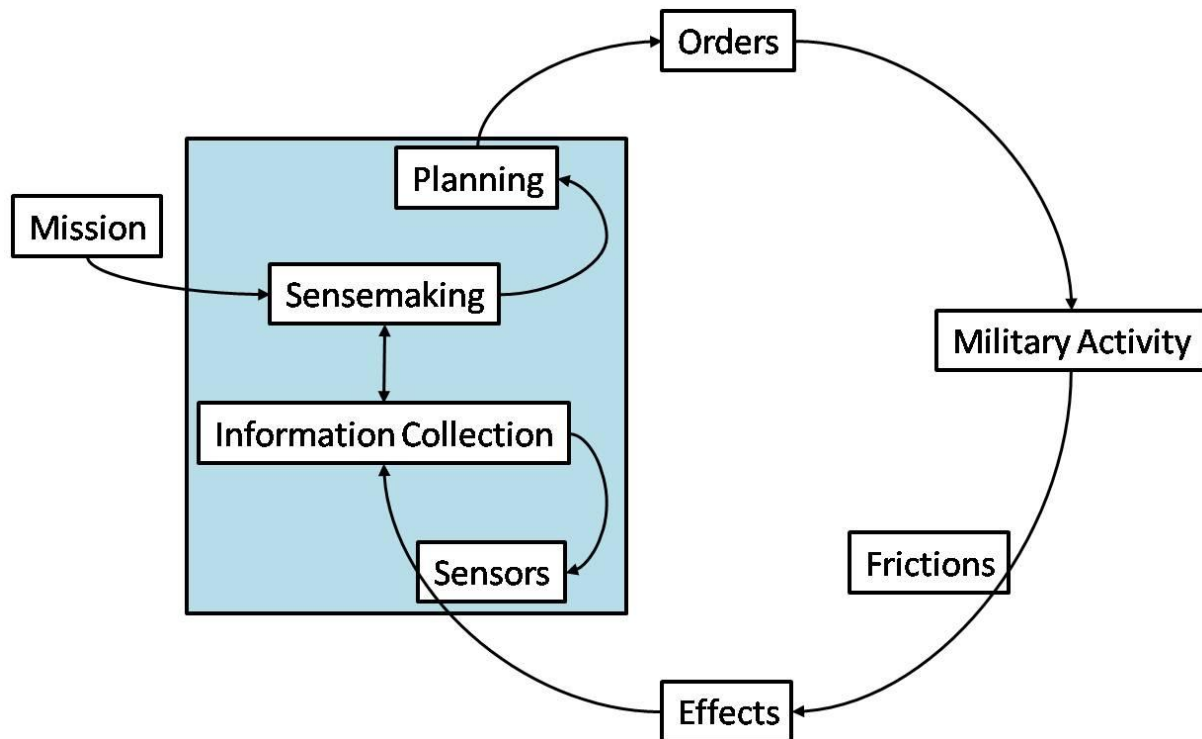 Orders
Planning
Mission
Sensemaking
Military Activity
Information Collection
Sensors
Frictions
Effects